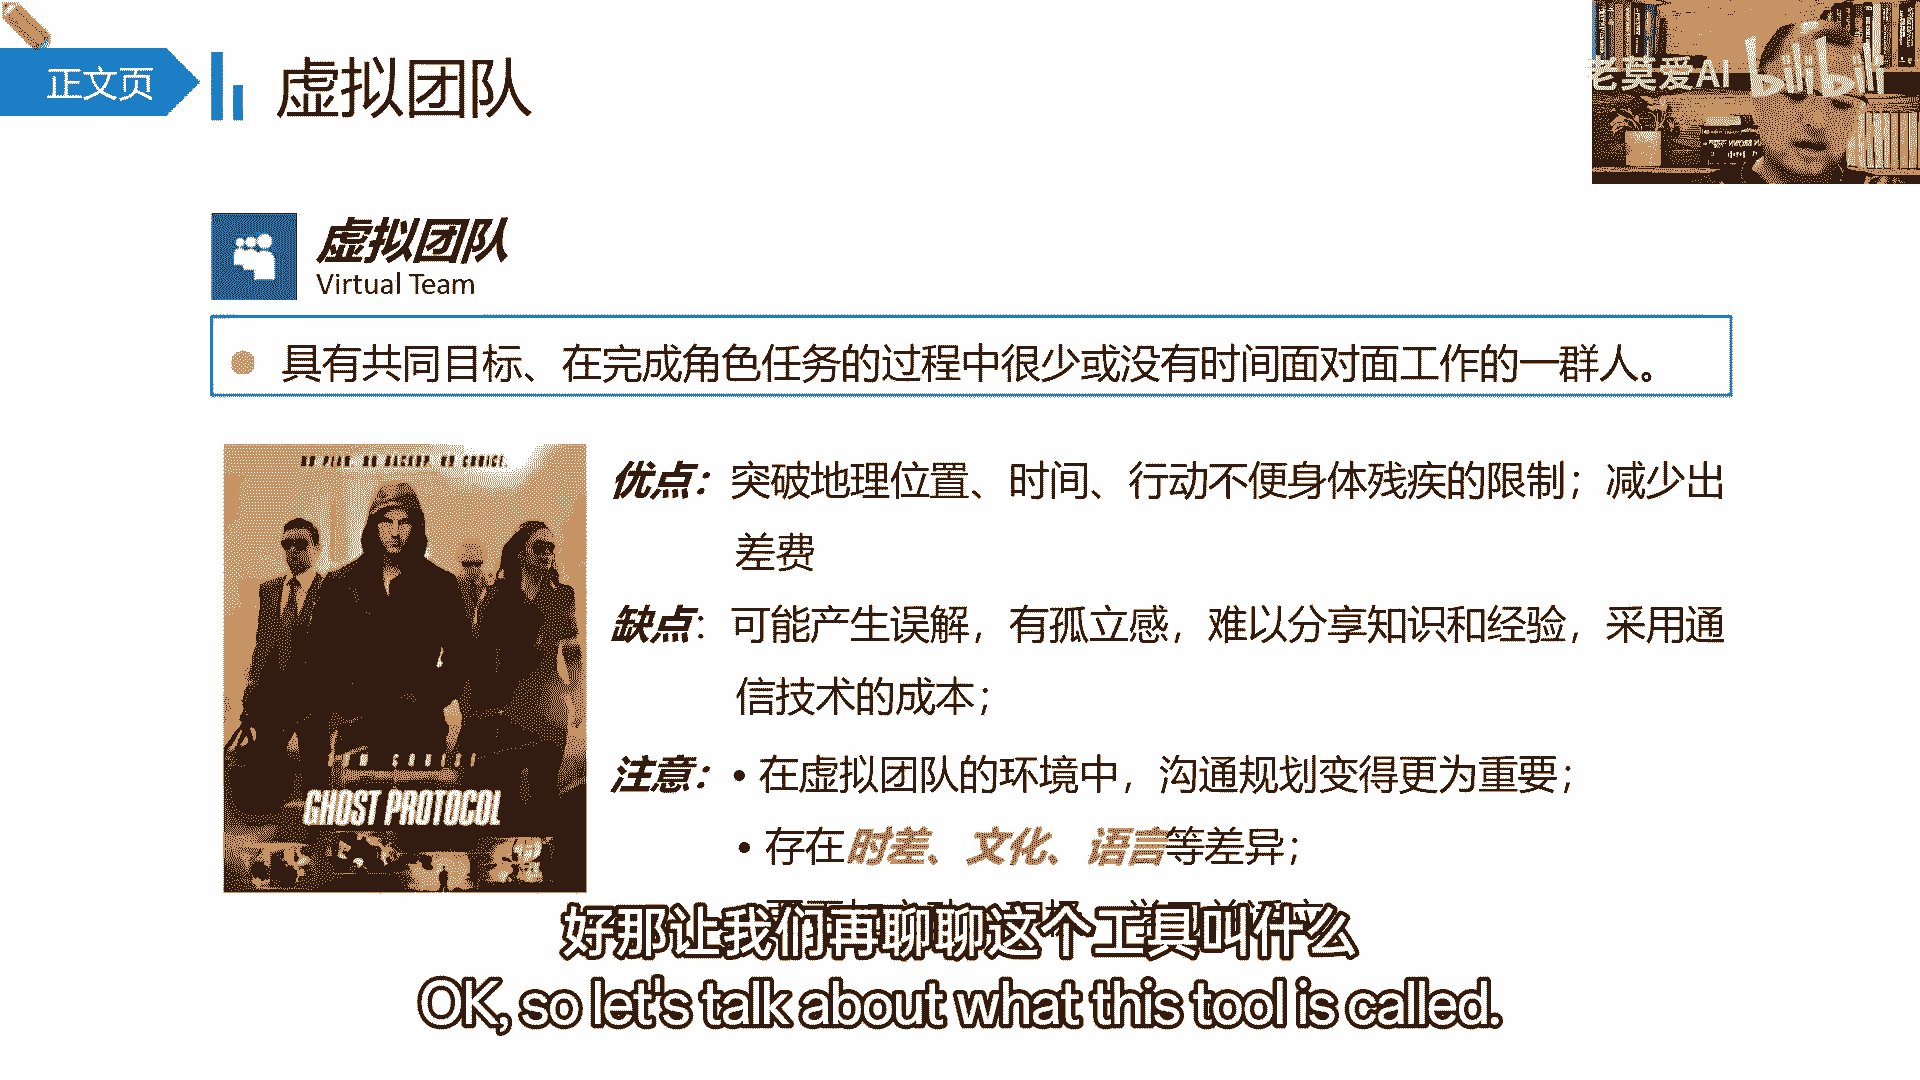 正文页
虚拟团队
老莫爱AI bilibili
虚拟团队
Virtual Team
具有共同目标、在完成角色任务的过程中很少或没有时间面对面工作的一群人。
NO PLAN. NO BACKUP. NO CHOICE.
GHOST PROTOCOL
优点：突破地理位置、时间、行动不便身体残疾的限制；减少出
差费
缺点：可能产生误解，有孤立感，难以分享知识和经验，采用通
信技术的成本；
注意：• 在虚拟团队的环境中，沟通规划变得更为重要；
• 存在时差、文化、语言等差异；
好那让我们再聊聊这个工具叫什么
OK, so let's talk about what this tool is called.